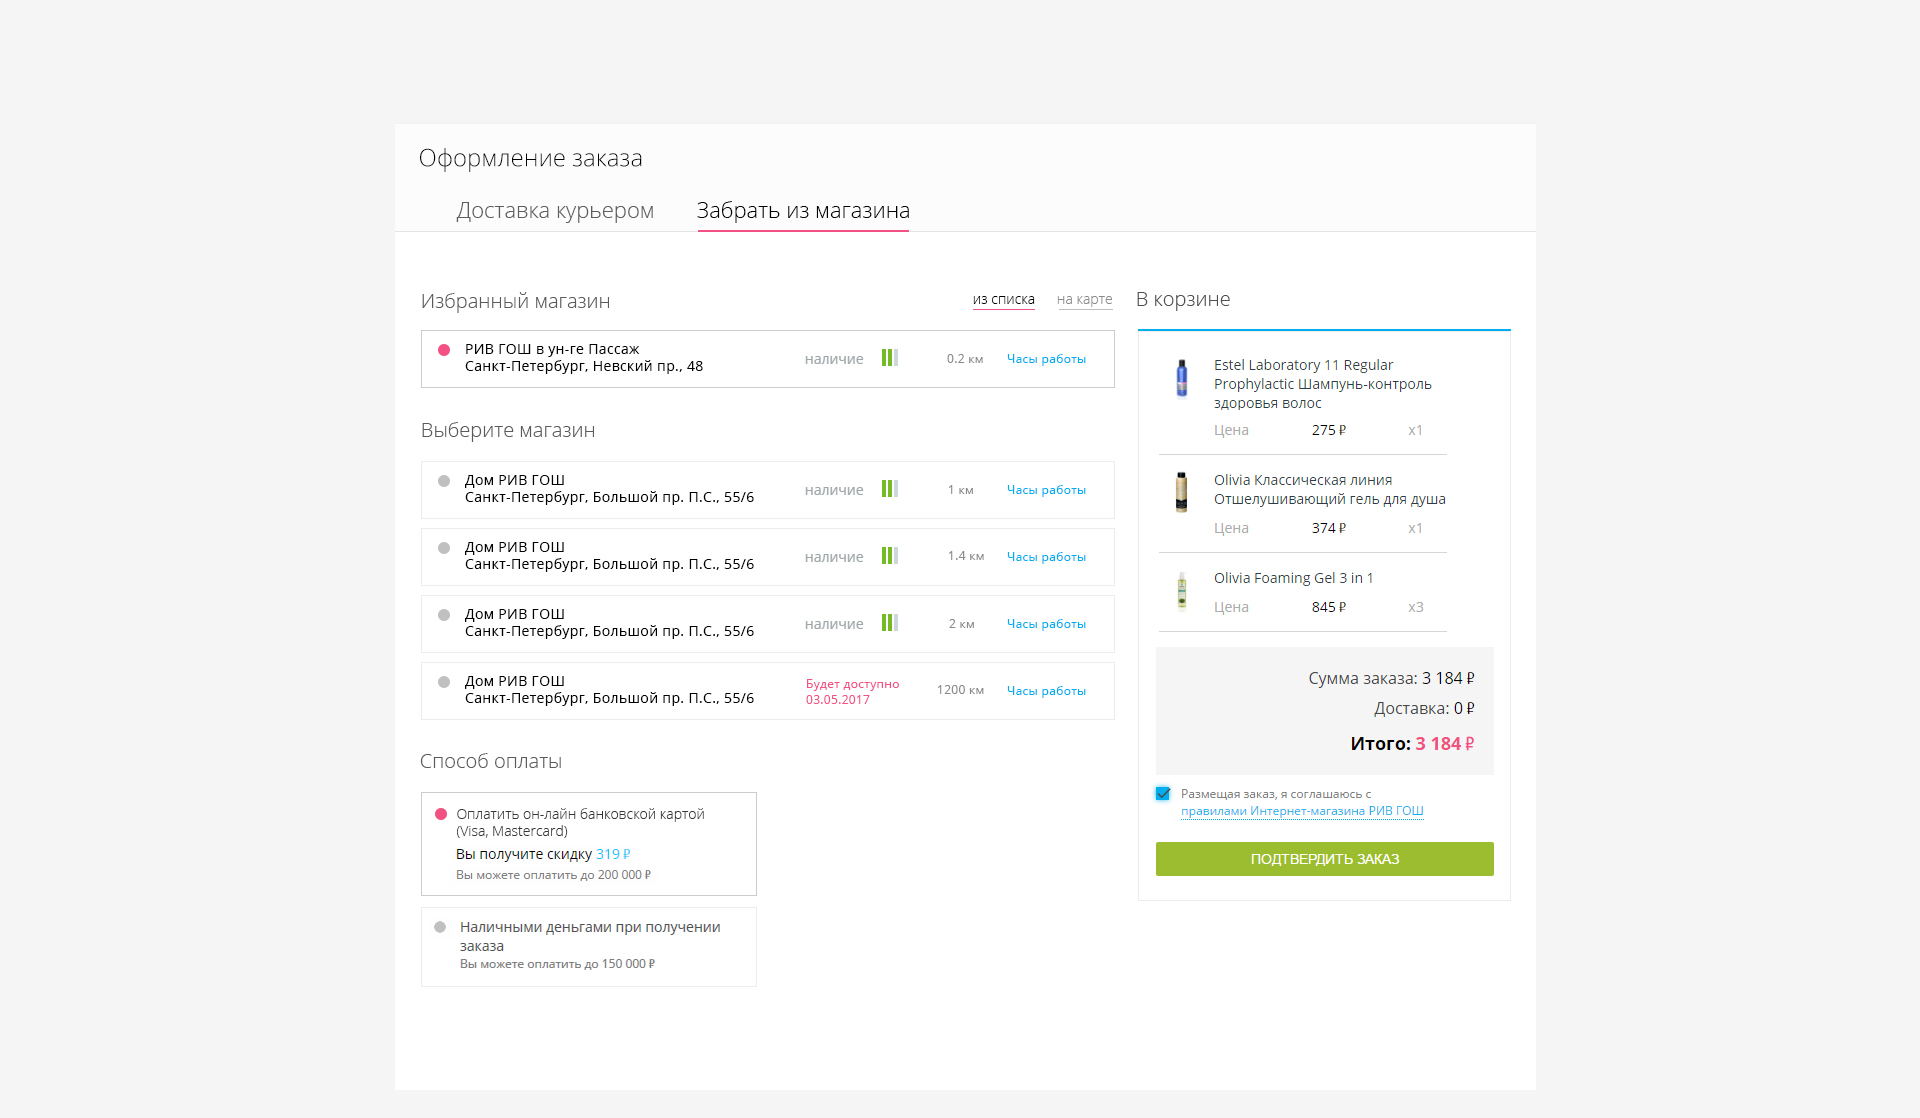 Оформление заказа
Доставка курьером
Забрать из магазина
Избранный магазин
из списка
на карте
РИВ ГОШ в ун-ге Пассаж
Санкт-Петербург, Невский пр., 48
наличие
0.2 км
Часы работы
Выберите магазин
Дом РИВ ГОШ
Санкт-Петербург, Большой пр. П.С., 55/6
наличие
1 км
Часы работы
Дом РИВ ГОШ
Санкт-Петербург, Большой пр. П.С., 55/6
наличие
1.4 км
Часы работы
Дом РИВ ГОШ
Санкт-Петербург, Большой пр. П.С., 55/6
наличие
2 км
Часы работы
Дом РИВ ГОШ
Санкт-Петербург, Большой пр. П.С., 55/6
Будет доступно
03.05.2017
1200 км
Часы работы
Способ оплаты
Оплатить он-лайн банковской картой
(Visa, Mastercard)
Вы получите скидку 319 ₽
Вы можете оплатить до 200 000 ₽
Наличными деньгами при получении
заказа
Вы можете оплатить до 150 000 ₽
В корзине
Estel Laboratory 11 Regular
Prophylactic Шампунь-контроль
здоровья волос
Цена 275 ₽ x1
Olivia Классическая линия
Отшелушивающий гель для душа
Цена 374 ₽ x1
Olivia Foaming Gel 3 in 1
Цена 845 ₽ x3
Сумма заказа: 3 184 ₽
Доставка: 0 ₽
Итого: 3 184 ₽
Размещая заказ, я соглашаюсь с
правилами Интернет-магазина РИВ ГОШ
ПОДТВЕРДИТЬ ЗАКАЗ